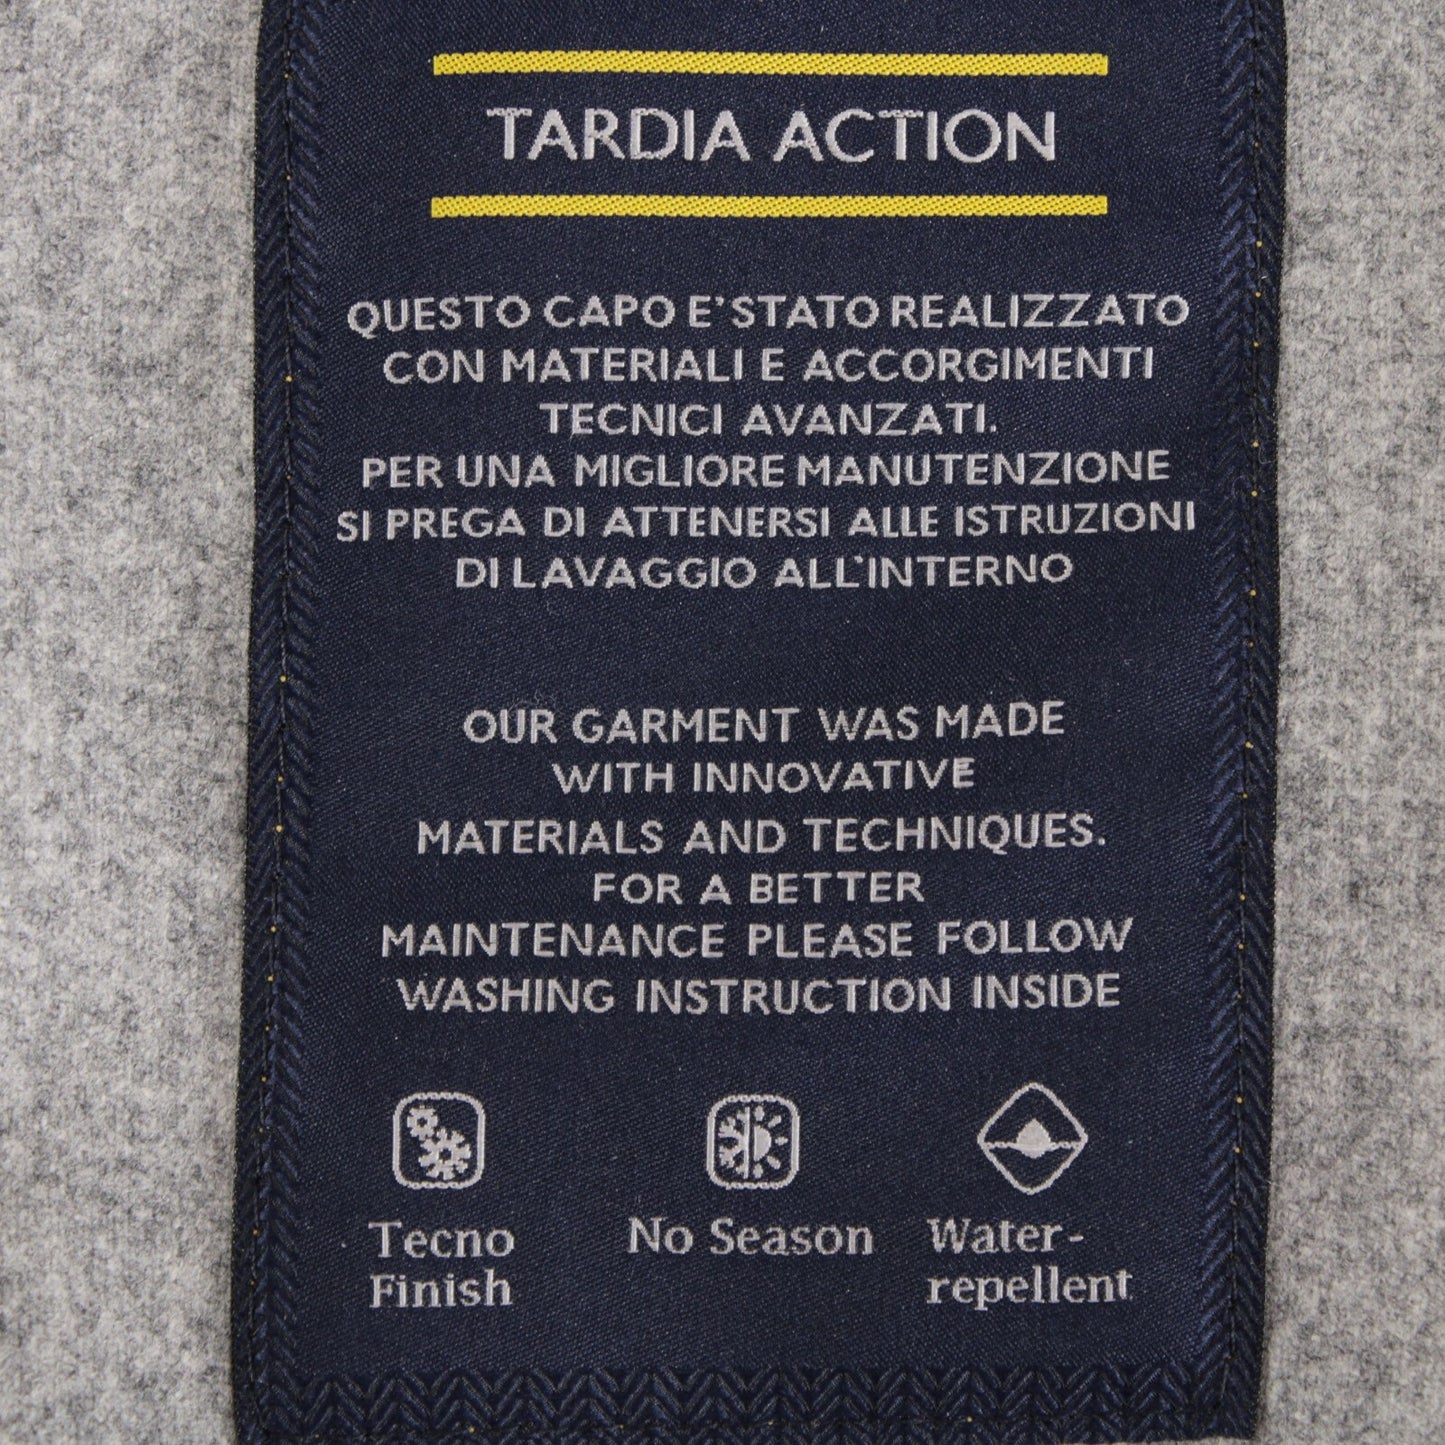 TARDIA ACTION
QUESTO CAPO E'STATO REALIZZATO
CON MATERIALI E ACCORGIMENTI
TECNICI AVANZATI.
PER UNA MIGLIORE MANUTENZIONE
SI PREGA DI ATTENERSI ALLE ISTRUZIONI
DI LAVAGGIO ALL'INTERNO
OUR GARMENT WAS MADE
WITH INNOVATIVE
MATERIALS AND TECHNIQUES.
FOR A BETTER
MAINTENANCE PLEASE FOLLOW
WASHING INSTRUCTION INSIDE
Tecno
Finish
No Season
Water-
repellent